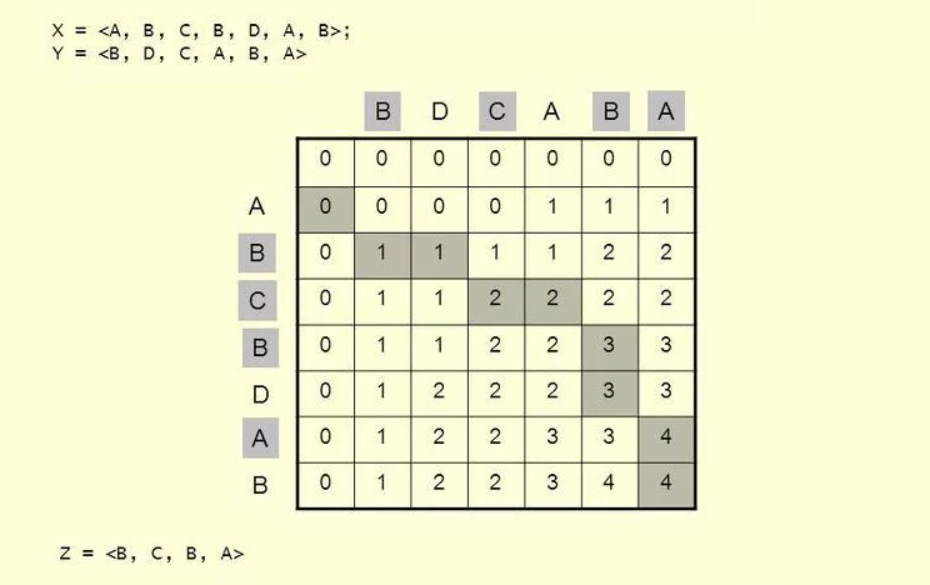 X = <A, B, C, B, D, A, B>;
Y = <B, D, C, A, B, A>
B D C A B A
0 0 0 0 0 0 0
A 0 0 0 0 1 1 1
B 0 1 1 1 1 2 2
C 0 1 1 2 2 2 2
B 0 1 1 2 2 3 3
D 0 1 2 2 2 3 3
A 0 1 2 2 3 3 4
B 0 1 2 2 3 4 4
Z = <B, C, B, A>